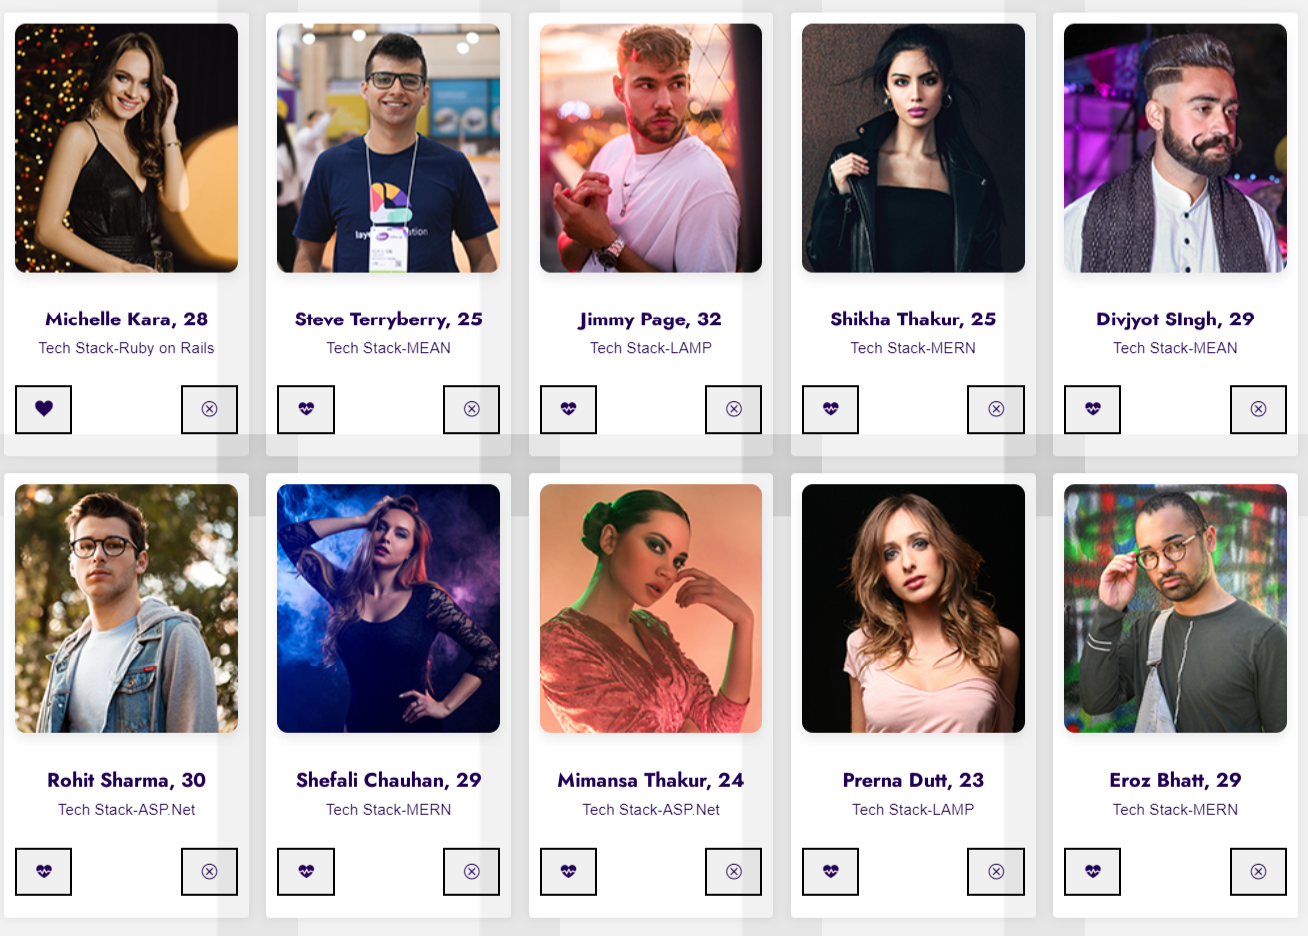 Michelle Kara, 28
Tech Stack-Ruby on Rails
Steve Terryberry, 25
Tech Stack-MEAN
Jimmy Page, 32
Tech Stack-LAMP
Shikha Thakur, 25
Tech Stack-MERN
Divjyot SIngh, 29
Tech Stack-MEAN
Rohit Sharma, 30
Tech Stack-ASP.Net
Shefali Chauhan, 29
Tech Stack-MERN
Mimansa Thakur, 24
Tech Stack-ASP.Net
Prerna Dutt, 23
Tech Stack-LAMP
Eroz Bhatt, 29
Tech Stack-MERN